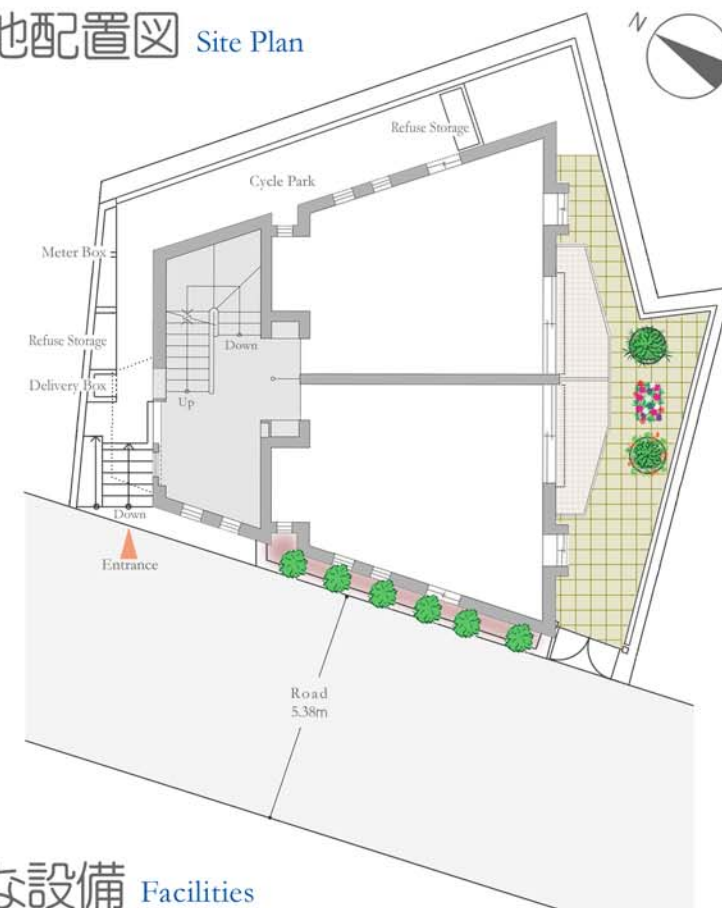 地配置図 Site Plan
N
Refuse Storage
Cycle Park
Meter Box
Refuse Storage
Down
Delivery Box
Up
Down
Entrance
Road
5.38m
な設備 Facilities